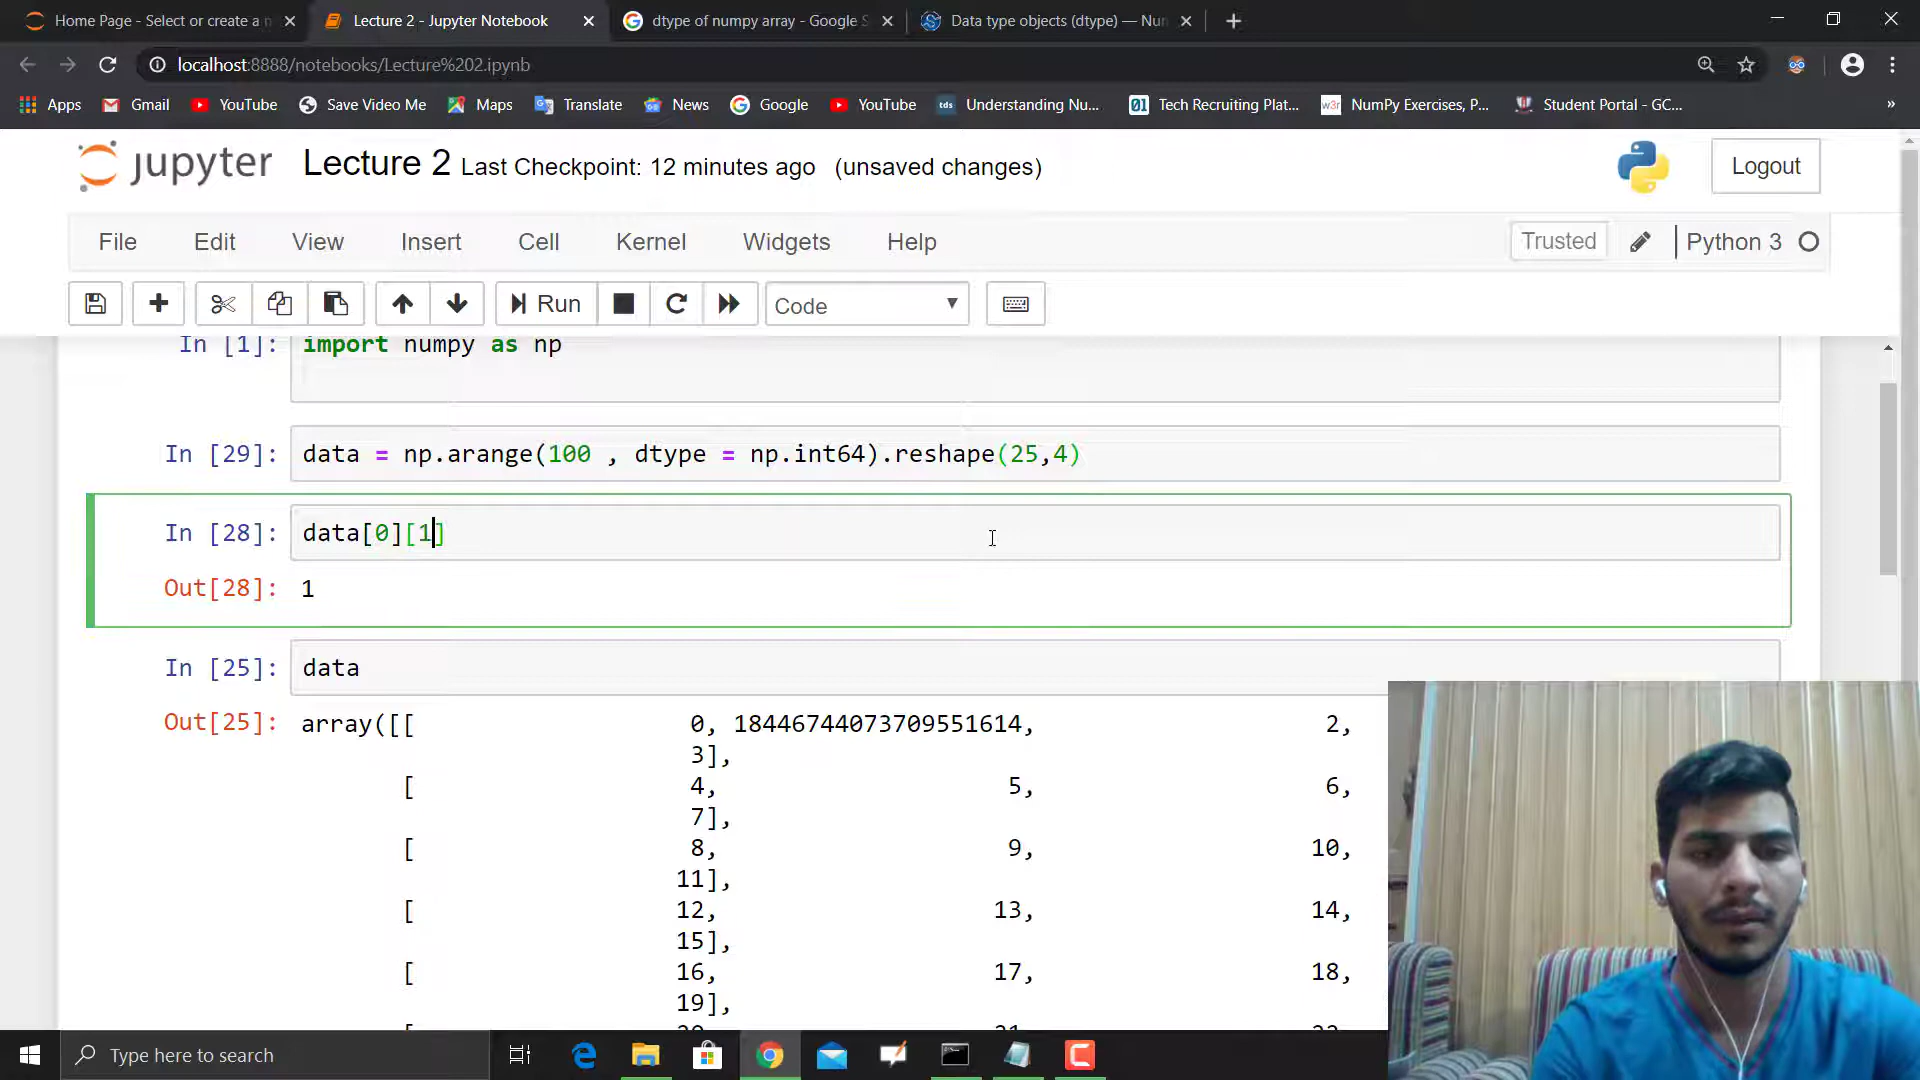 Home Page - Select or create a n
Lecture 2 - Jupyter Notebook
dtype of numpy array - Google S
Data type objects (dtype) — Num
localhost:8888/notebooks/Lecture%202.ipynb
Apps
Gmail
YouTube
Save Video Me
Maps
Translate
News
Google
YouTube
tds
Understanding Nu...
01
Tech Recruiting Plat...
w3r
NumPy Exercises, P...
Student Portal - GC...
»
jupyter
Lecture 2 Last Checkpoint: 12 minutes ago (unsaved changes)
Logout
File
Edit
View
Insert
Cell
Kernel
Widgets
Help
Trusted
Python 3
Run
Code
In [1]: import numpy as np
In [29]: data = np.arange(100 , dtype = np.int64).reshape(25,4)
In [28]: data[0][1]
Out[28]: 1
In [25]: data
Out[25]: array([[ 0, 18446744073709551614, 2,
3],
[ 4, 5, 6,
7],
[ 8, 9, 10,
11],
[ 12, 13, 14,
15],
[ 16, 17, 18,
19],
Type here to search